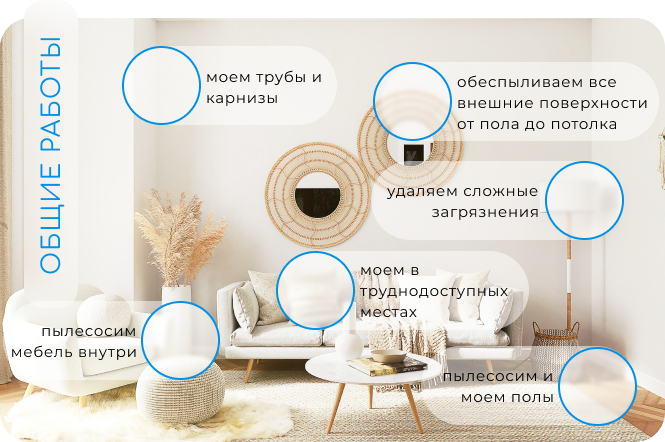 ОБЩИЕ РАБОТЫ
моем трубы и
карнизы
обеспыливаем все
внешние поверхности
от пола до потолка
удаляем сложные
загрязнения
моем в
труднодоступных
местах
пылесосим
мебель внутри
пылесосим и
моем полы